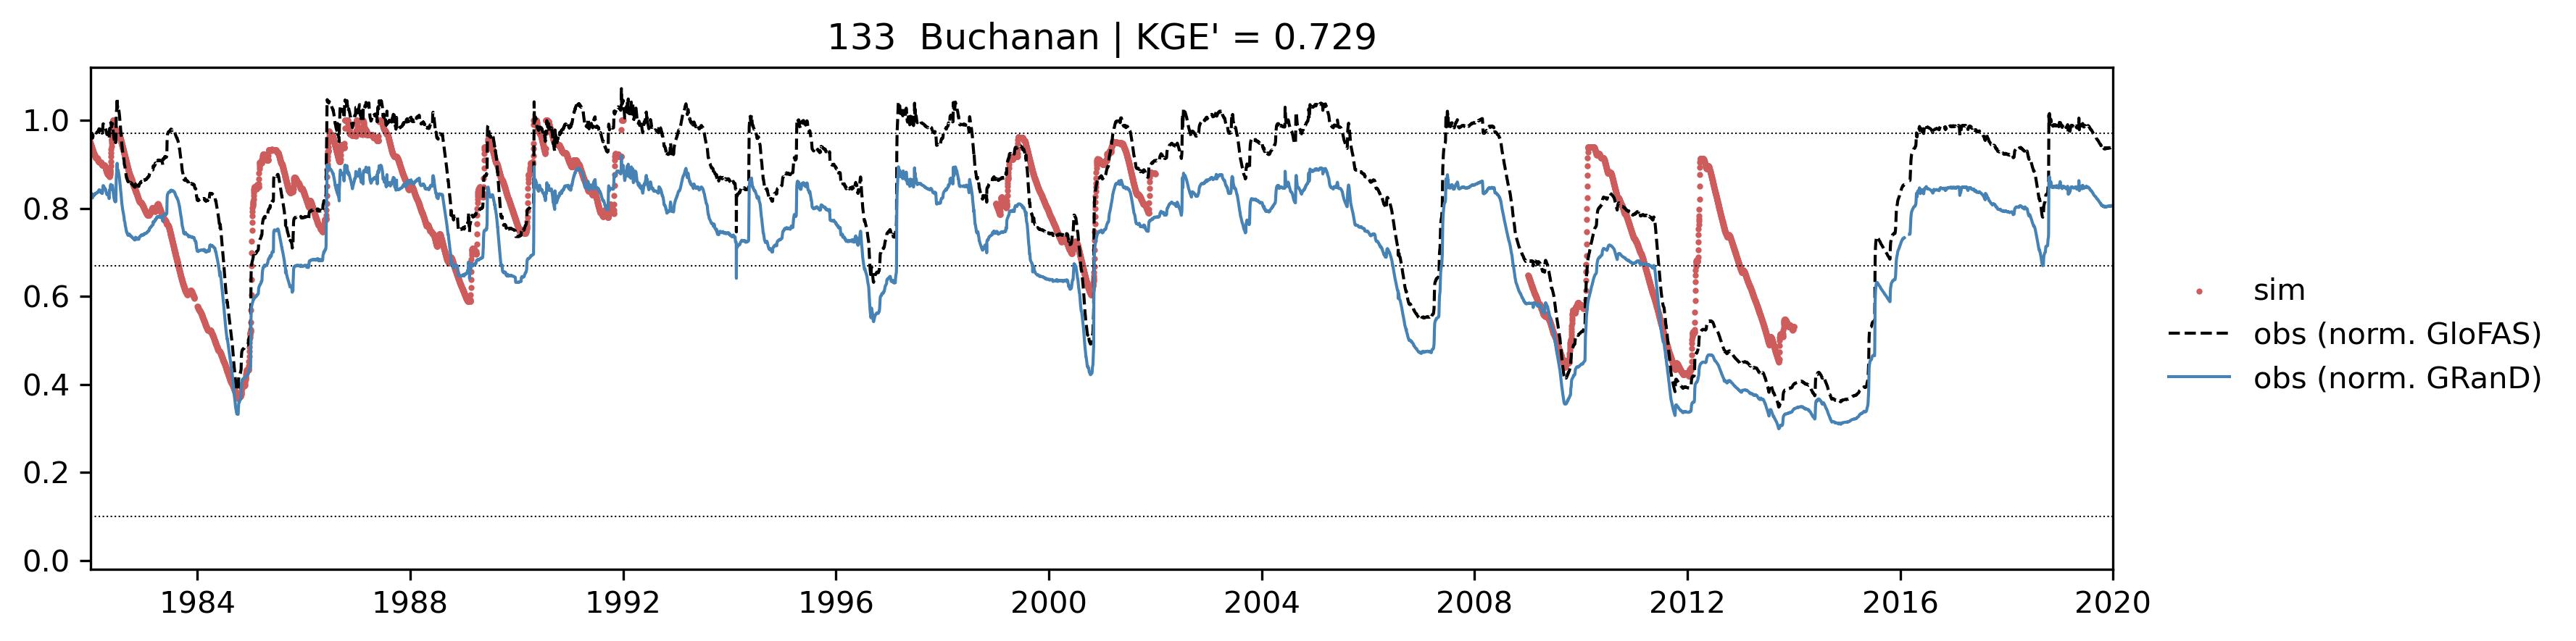 133  Buchanan | KGE' = 0.729
1.0
0.8
0.6
0.4
0.2
0.0
1984 1988 1992 1996 2000 2004 2008 2012 2016 2020
sim
obs (norm. GloFAS)
obs (norm. GRanD)